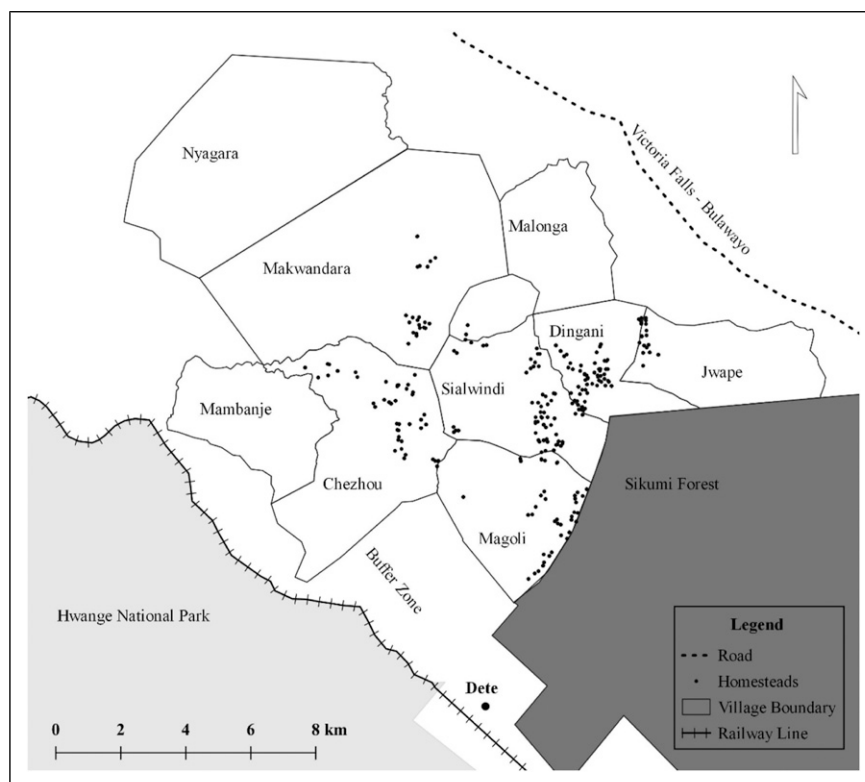 Nyagara
Victoria Falls - Bulawayo
Malonga
Makwandara
Dingani
Jwape
Sialwindi
Mambanje
Chezhou
Sikumi Forest
Magoli
Buffer Zone
Hwange National Park
Dete
0 2 4 6 8 km
Legend
Road
Homesteads
Village Boundary
Railway Line